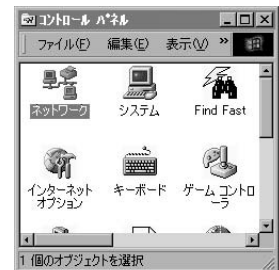 コントロール パネル
ファイル(F) 編集(E) 表示(V) »
ネットワーク システム Find Fast
インターネット キーボード ゲーム コントロ
オプション ーラ
1 個のオブジェクトを選択